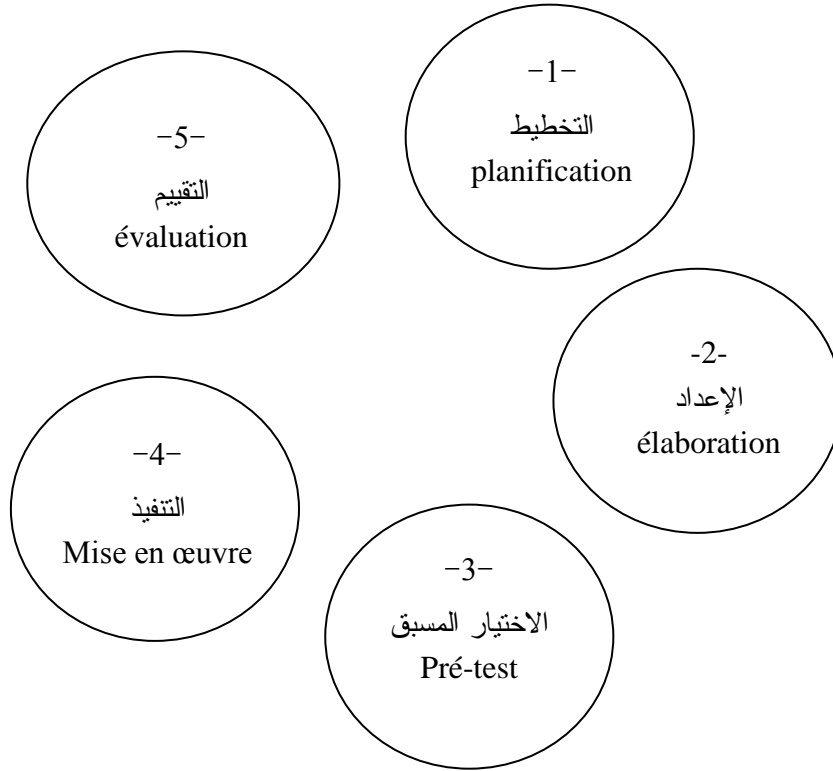 −1−
التخطيط
planification
-2-
الإعداد
élaboration
−3−
الاختيار المسبق
Pré-test
−4−
التنفيذ
Mise en œuvre
−5−
التقييم
évaluation